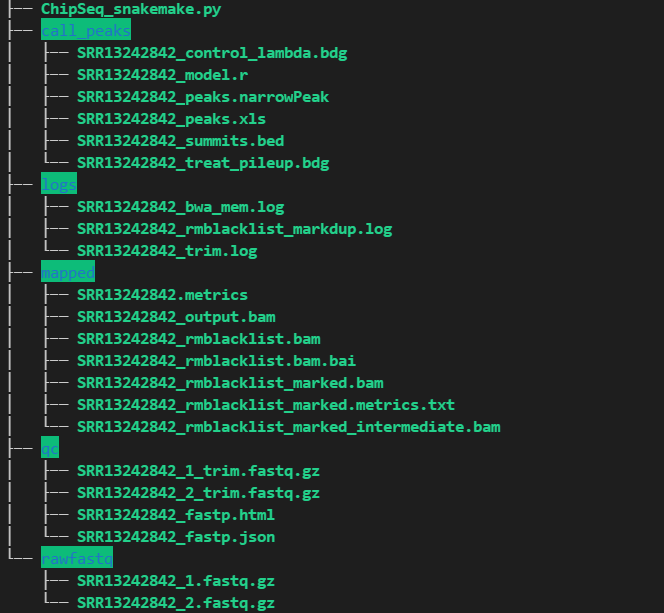 ├── ChipSeq_snakemake.py
├── call_peaks
│   ├── SRR13242842_control_lambda.bdg
│   ├── SRR13242842_model.r
│   ├── SRR13242842_peaks.narrowPeak
│   ├── SRR13242842_peaks.xls
│   ├── SRR13242842_summits.bed
│   └── SRR13242842_treat_pileup.bdg
├── logs
│   ├── SRR13242842_bwa_mem.log
│   ├── SRR13242842_rmblacklist_markdup.log
│   └── SRR13242842_trim.log
├── mapped
│   ├── SRR13242842.metrics
│   ├── SRR13242842_output.bam
│   ├── SRR13242842_rmblacklist.bam
│   ├── SRR13242842_rmblacklist.bam.bai
│   ├── SRR13242842_rmblacklist_marked.bam
│   ├── SRR13242842_rmblacklist_marked.metrics.txt
│   └── SRR13242842_rmblacklist_marked_intermediate.bam
├── qc
│   ├── SRR13242842_1_trim.fastq.gz
│   ├── SRR13242842_2_trim.fastq.gz
│   ├── SRR13242842_fastp.html
│   └── SRR13242842_fastp.json
└── rawfastq
    ├── SRR13242842_1.fastq.gz
    └── SRR13242842_2.fastq.gz